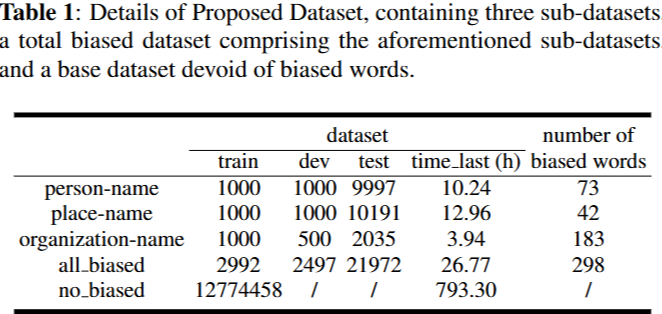 Table 1: Details of Proposed Dataset, containing three sub-datasets
a total biased dataset comprising the aforementioned sub-datasets
and a base dataset devoid of biased words.
dataset number of
train dev test time_last (h) biased words
person-name 1000 1000 9997 10.24 73
place-name 1000 1000 10191 12.96 42
organization-name 1000 500 2035 3.94 183
all_biased 2992 2497 21972 26.77 298
no_biased 12774458 / / 793.30 /